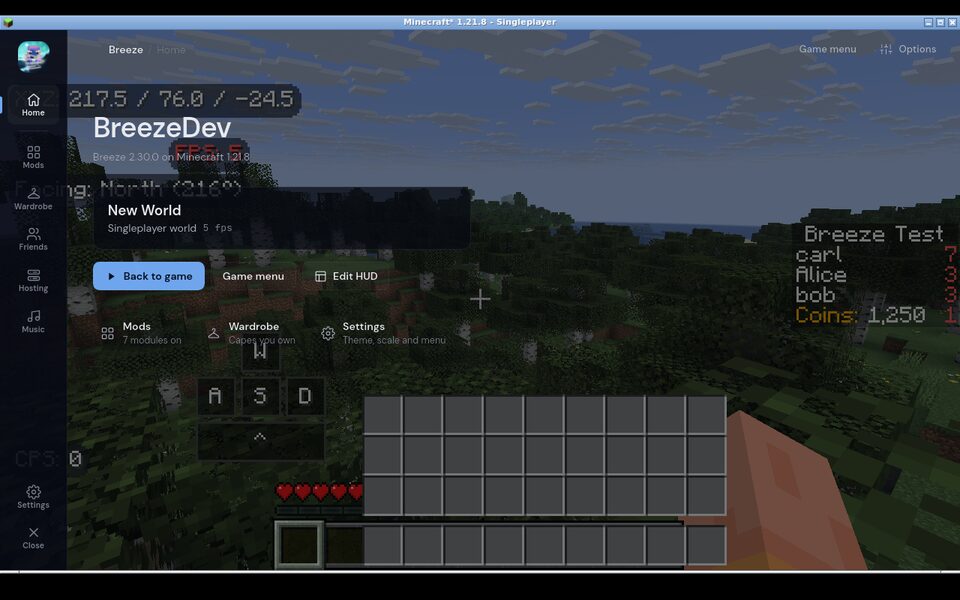 Minecraft* 1.21.8 - Singleplayer
Breeze / Home
Game menu
Options
Home
Mods
Wardrobe
Friends
Hosting
Music
Settings
Close
217.5 / 76.0 / -24.5
BreezeDev
Breeze 2.30.0 on Minecraft 1.21.8
FPS: 5
Facing: North (216°)
New World
Singleplayer world 5 fps
Back to game
Game menu
Edit HUD
Mods
7 modules on
Wardrobe
Capes you own
Settings
Theme, scale and menu
W
A S D
^
CPS: 0
Breeze Test
carl 7
Alice 3
bob 3
Coins: 1,250 1